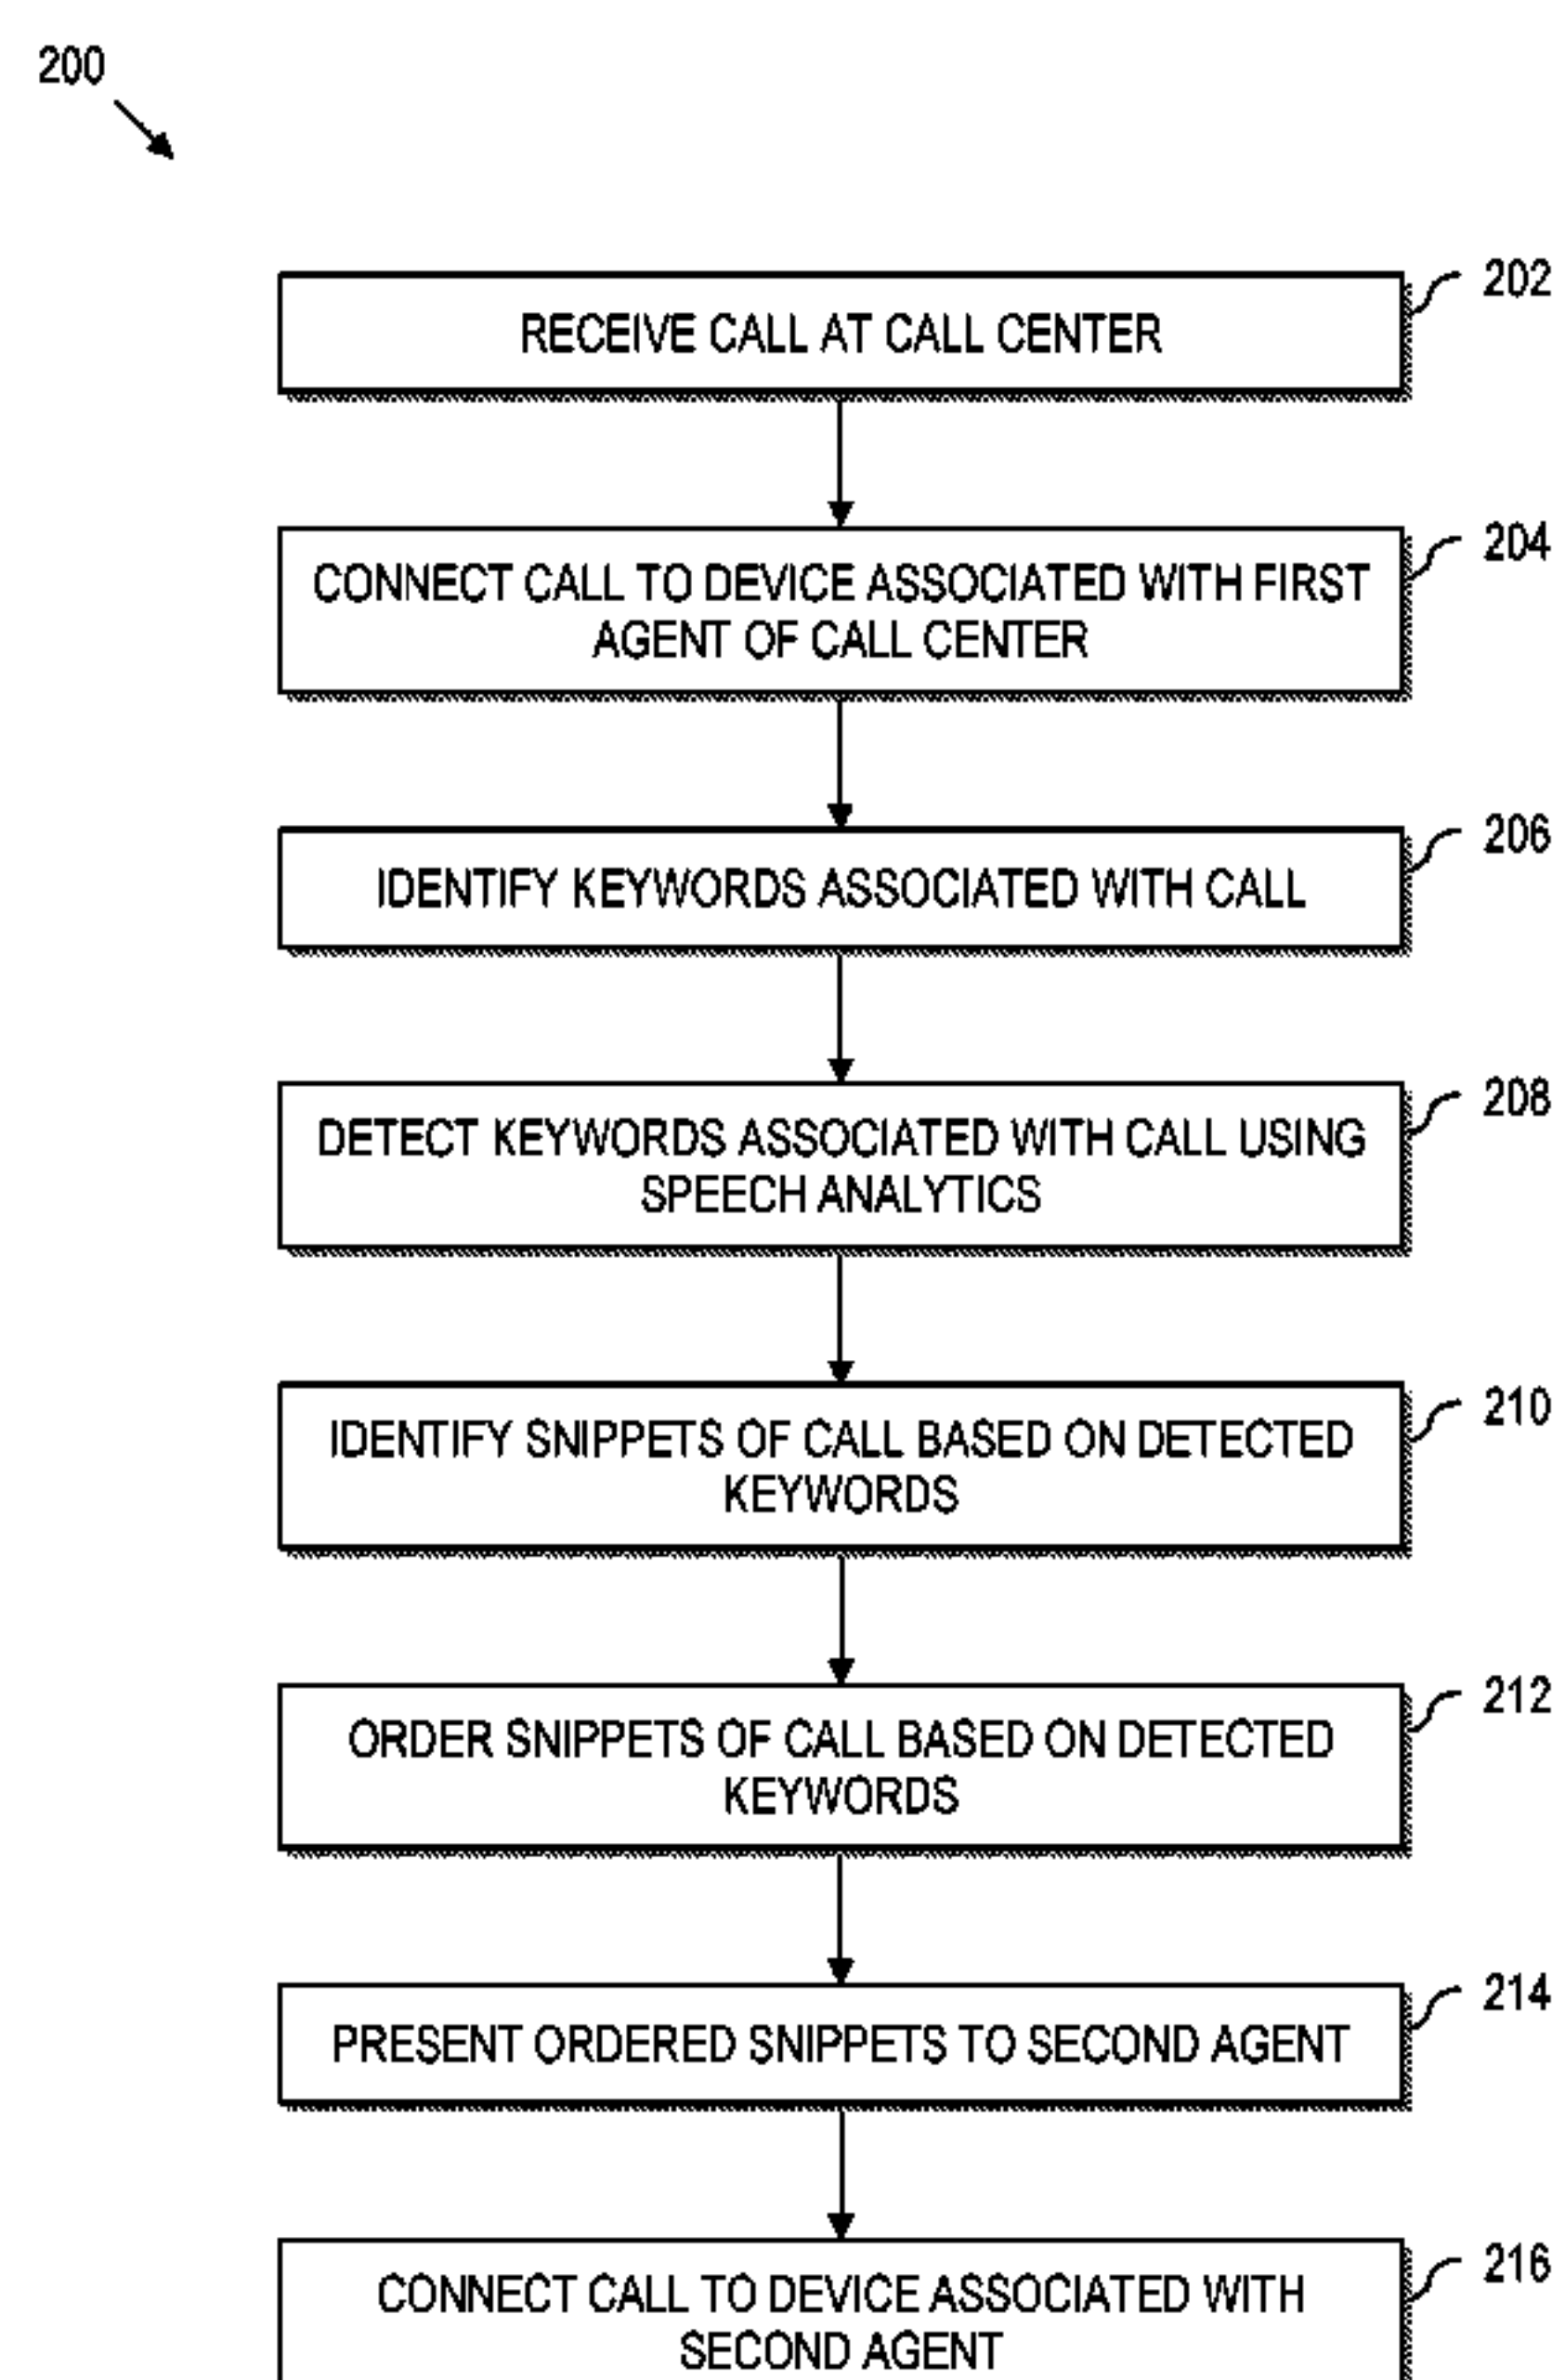 200
RECEIVE CALL AT CALL CENTER
202
CONNECT CALL TO DEVICE ASSOCIATED WITH FIRST
AGENT OF CALL CENTER
204
IDENTIFY KEYWORDS ASSOCIATED WITH CALL
206
DETECT KEYWORDS ASSOCIATED WITH CALL USING
SPEECH ANALYTICS
208
IDENTIFY SNIPPETS OF CALL BASED ON DETECTED
KEYWORDS
210
ORDER SNIPPETS OF CALL BASED ON DETECTED
KEYWORDS
212
PRESENT ORDERED SNIPPETS TO SECOND AGENT
214
CONNECT CALL TO DEVICE ASSOCIATED WITH
SECOND AGENT
216